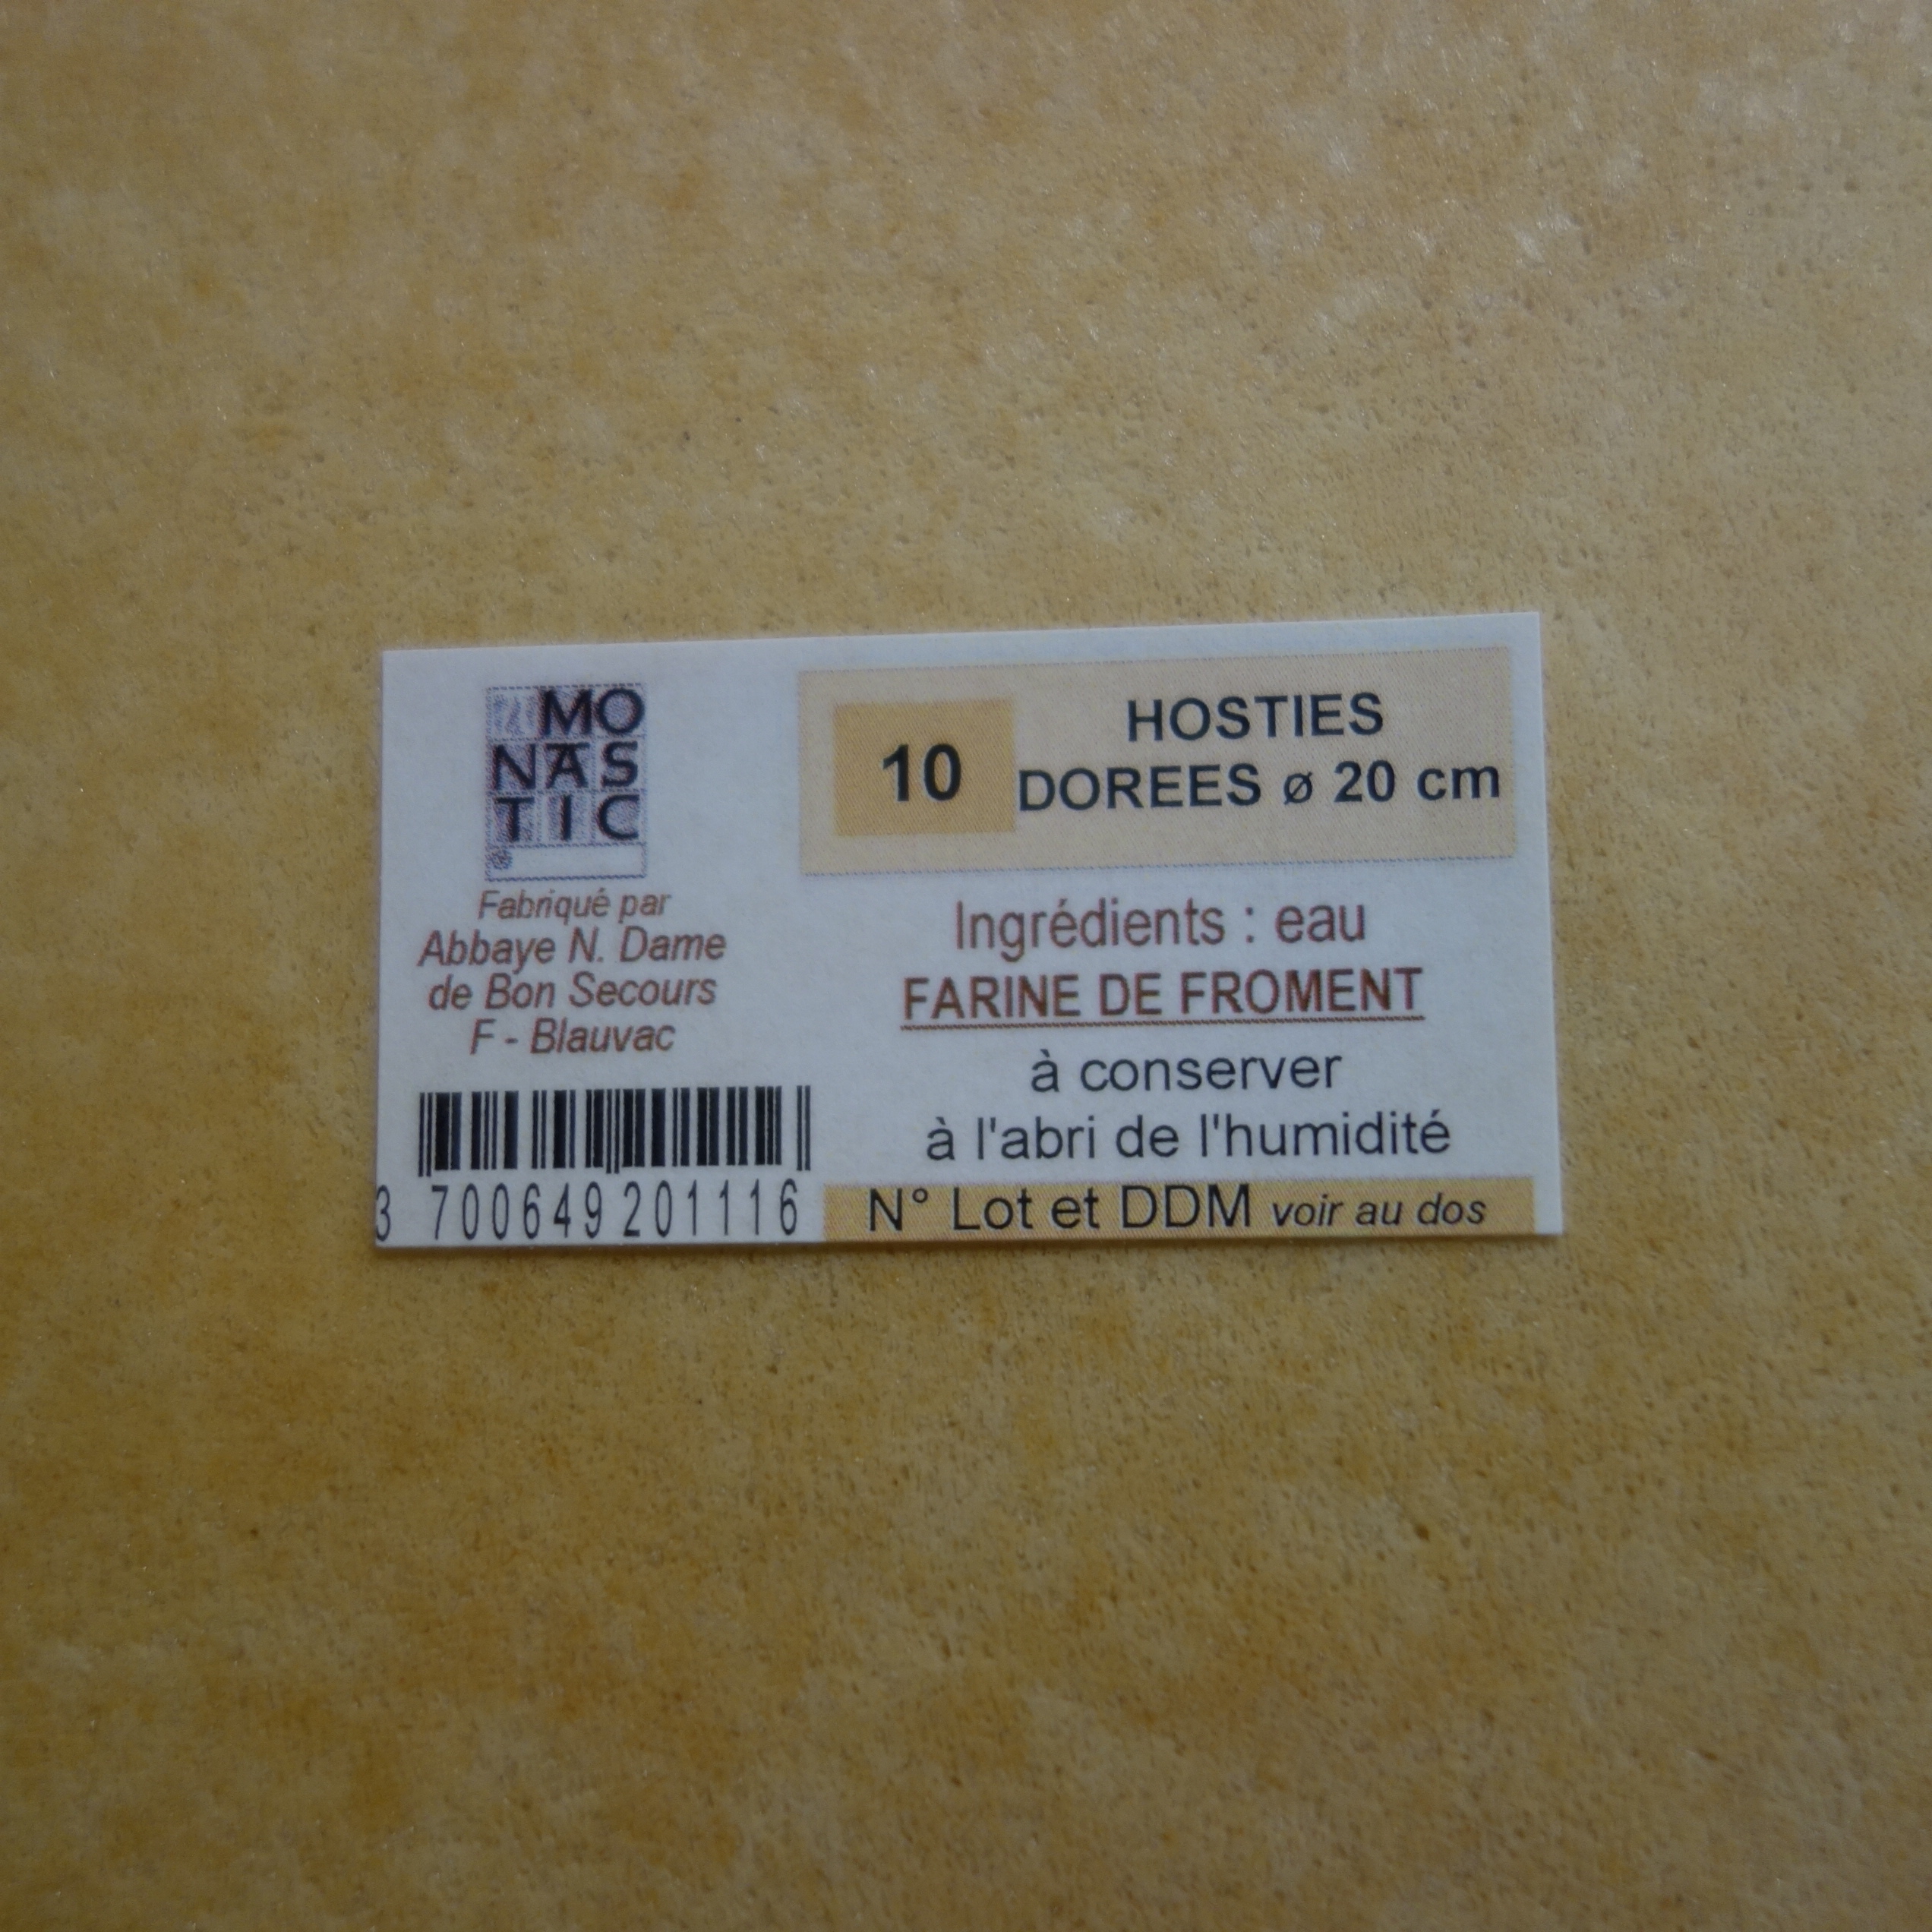 MO
NAS
TIC
®
Fabriqué par
Abbaye N. Dame
de Bon Secours
F - Blauvac
3 700649 201116
10
HOSTIES
DOREES ø 20 cm
Ingrédients : eau
FARINE DE FROMENT
à conserver
à l'abri de l'humidité
N° Lot et DDM voir au dos